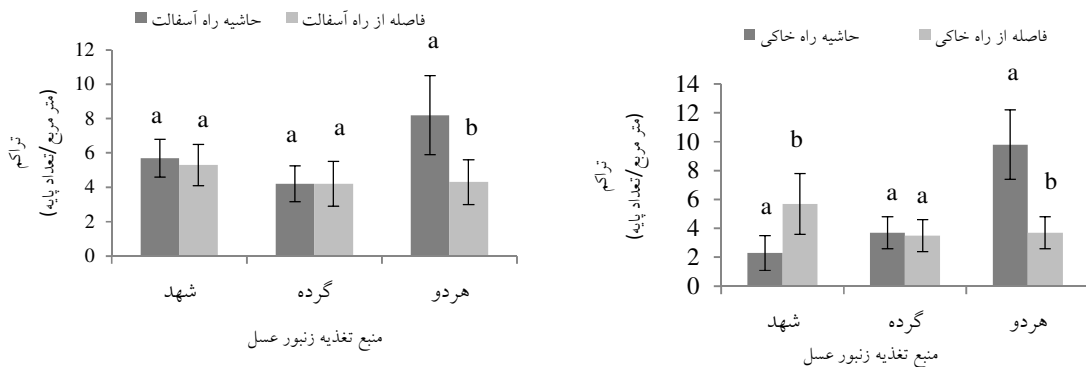 حاشیه راه آسفالت
فاصله از راه آسفالت
12
10
8
6
4
2
0
تراکم
(متر مربع/تعداد پایه)
a
a
a
a
a
b
شهد
گرده
هردو
منبع تغذیه زنبور عسل
حاشیه راه خاکی
فاصله از راه خاکی
14
12
10
8
6
4
2
0
تراکم
(متر مربع/تعداد پایه)
a
b
a
a
a
b
شهد
گرده
هردو
منبع تغذیه زنبور عسل